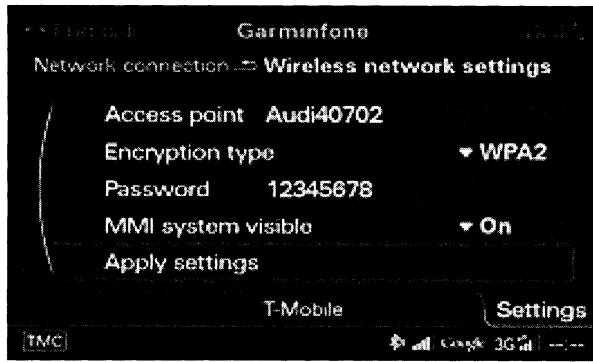 Garminfone
Network connection Wireless network settings
Access point Audi40702
Encryption type WPA2
Password 12345678
MMI system visible On
Apply settings
T-Mobile Settings
TMC Google 3G --:--